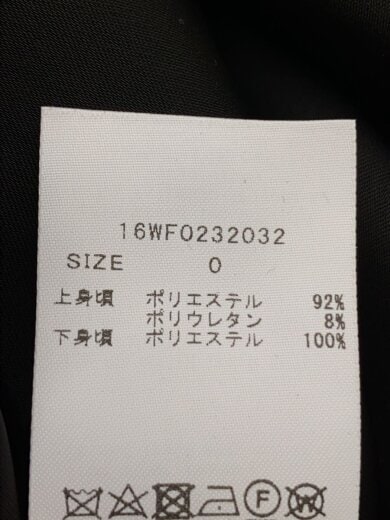 16WF0232032
SIZE 0
上身頃 ポリエステル 92%
ポリウレタン 8%
下身頃 ポリエステル 100%
F W